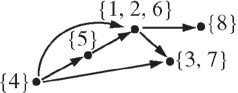 {1, 2, 6}
{8}
{5}
{3, 7}
{4}